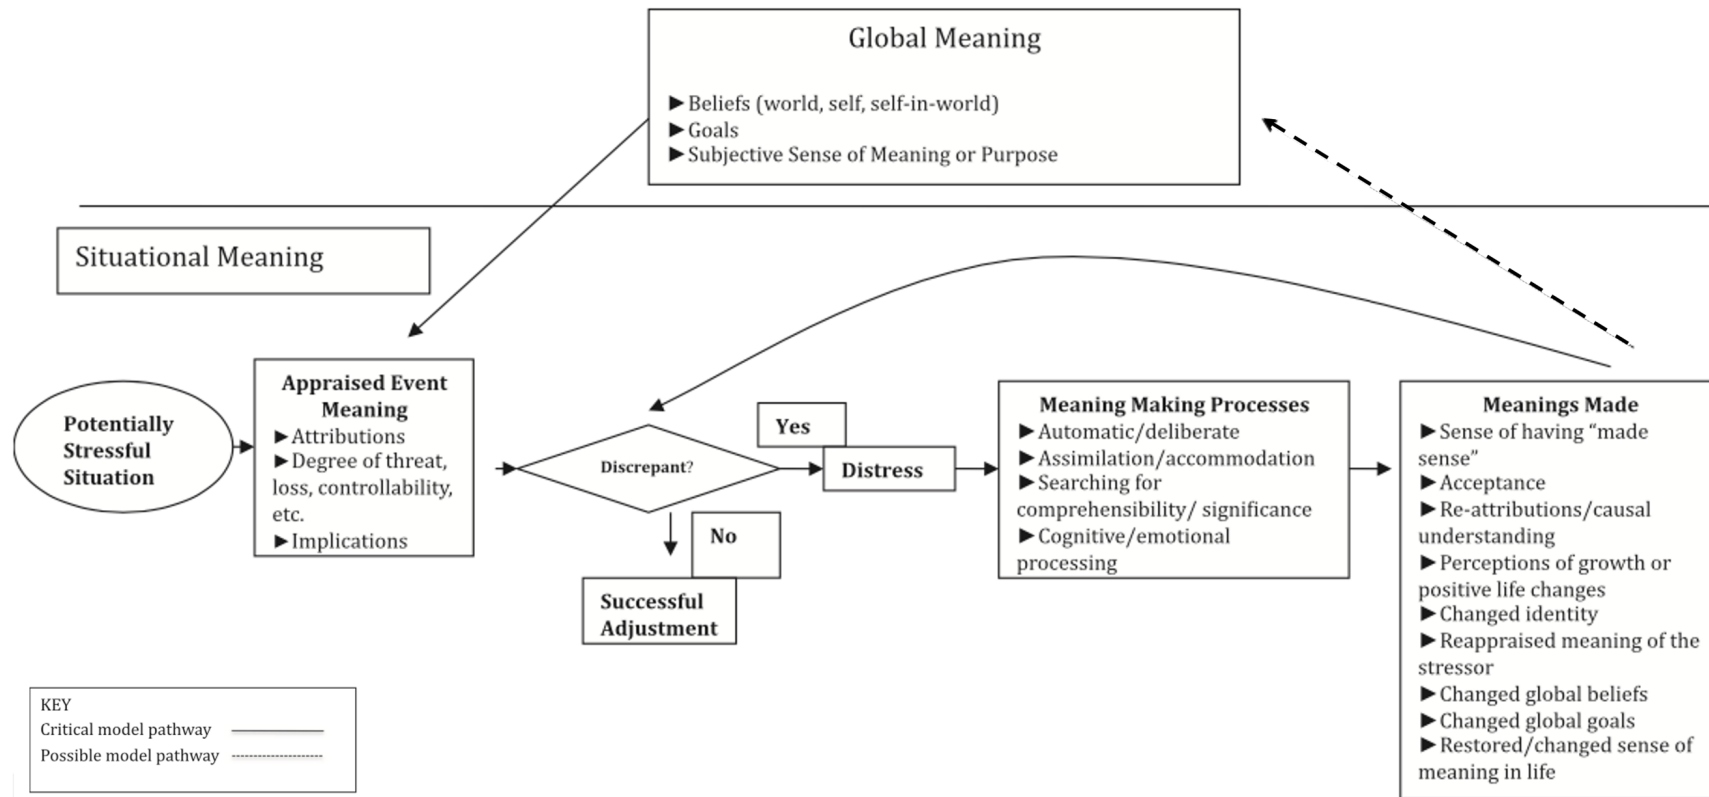 Global Meaning
►Beliefs (world, self, self-in-world)
►Goals
►Subjective Sense of Meaning or Purpose
Situational Meaning
Potentially
Stressful
Situation
Appraised Event
Meaning
►Attributions
►Degree of threat,
loss, controllability,
etc.
►Implications
Discrepant?
Yes
Distress
No
Successful
Adjustment
Meaning Making Processes
►Automatic/deliberate
►Assimilation/accommodation
►Searching for
comprehensibility/ significance
►Cognitive/emotional
processing
Meanings Made
►Sense of having “made
sense”
►Acceptance
►Re-attributions/causal
understanding
►Perceptions of growth or
positive life changes
►Changed identity
►Reappraised meaning of the
stressor
►Changed global beliefs
►Changed global goals
►Restored/changed sense of
meaning in life
KEY
Critical model pathway
Possible model pathway